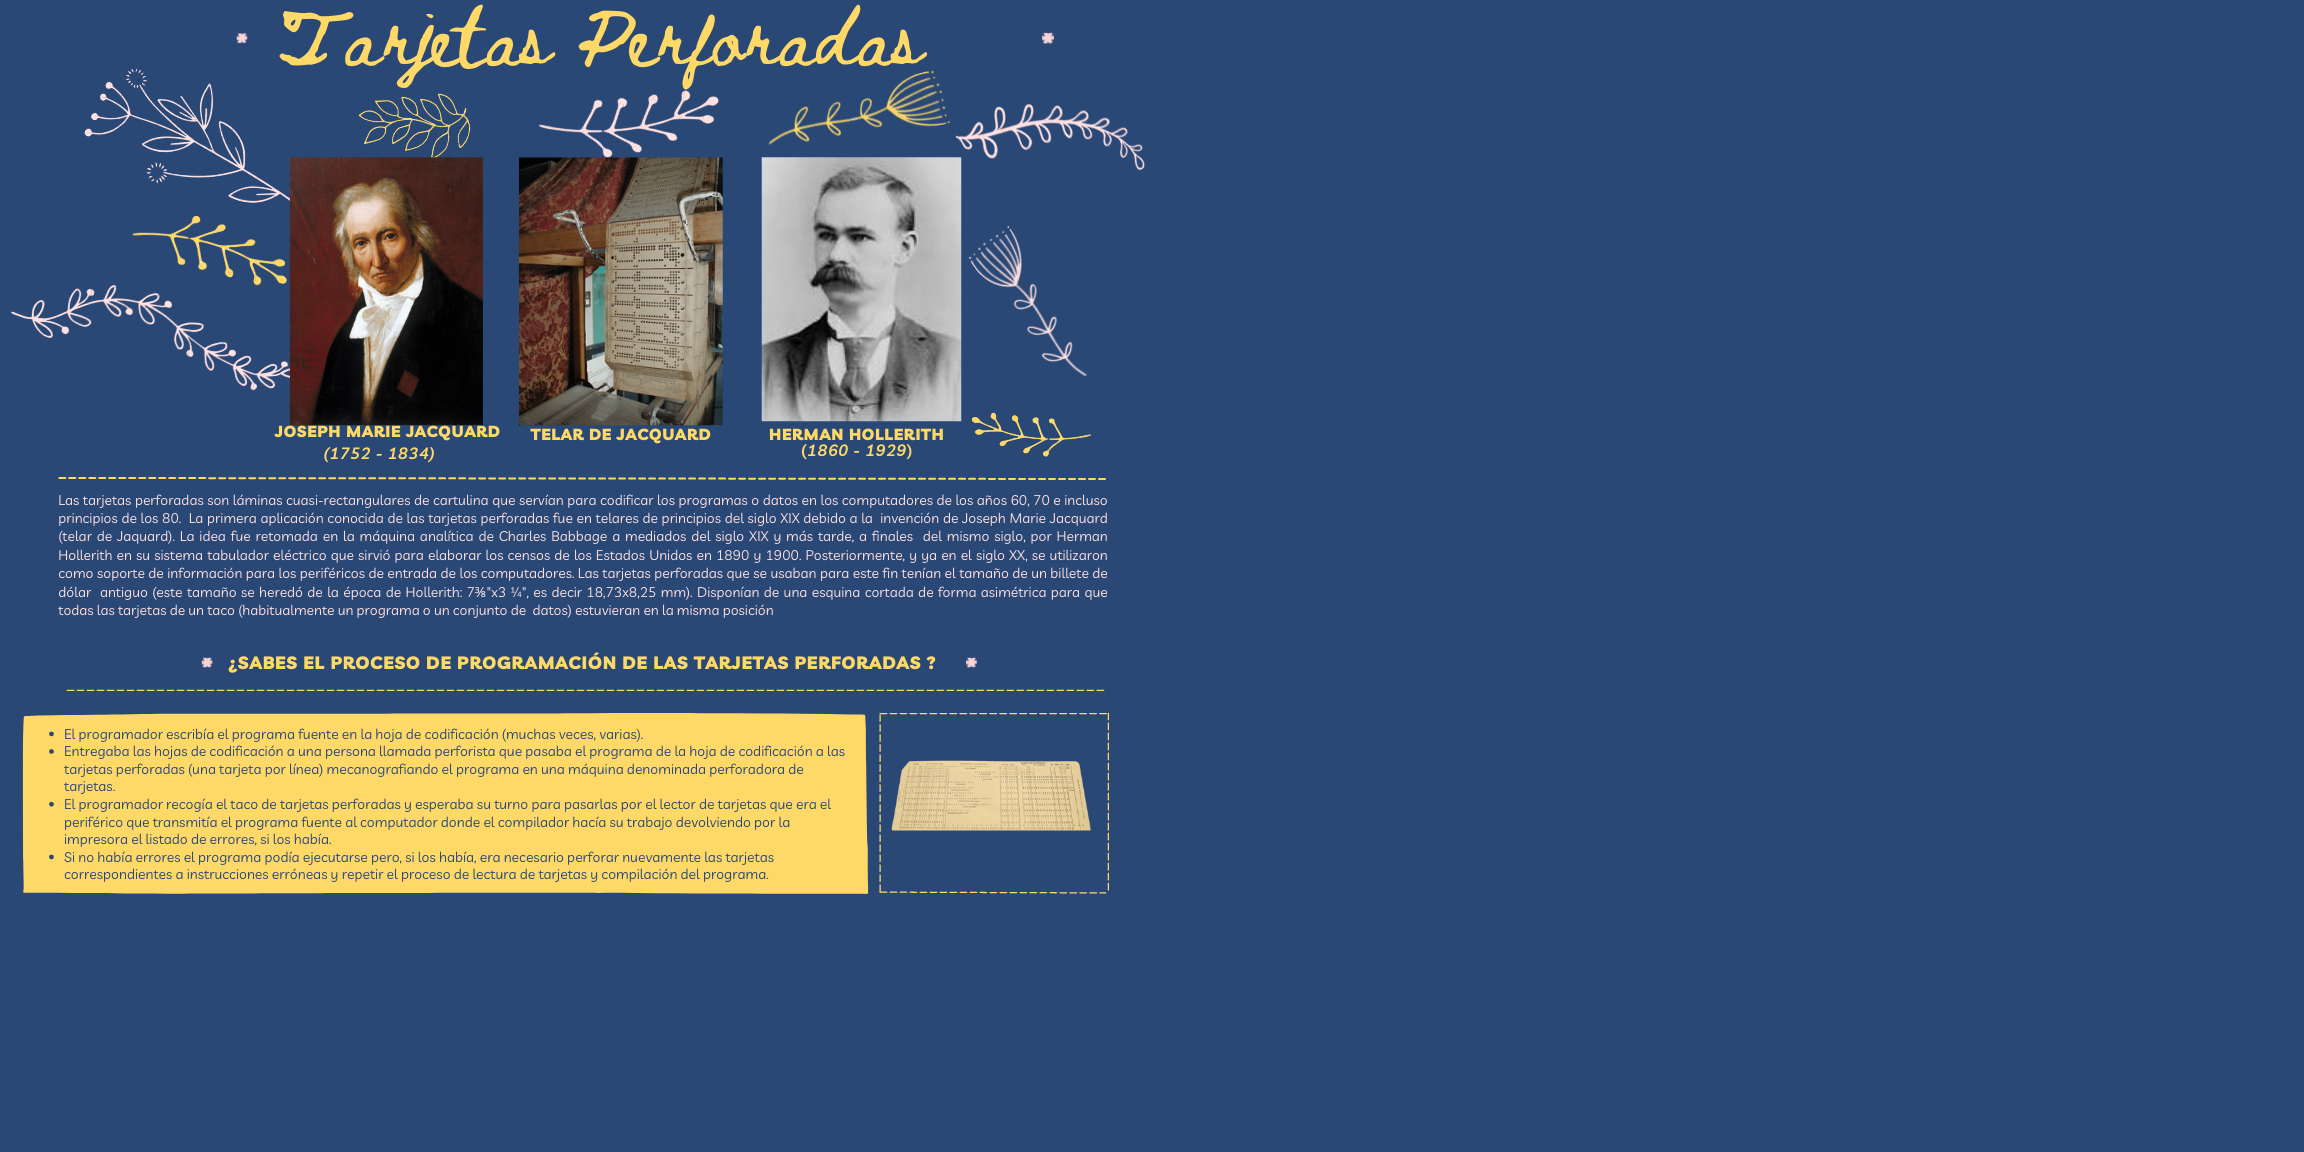 Tarjetas Perforadas
JOSEPH MARIE JACQUARD
(1752 - 1834)
TELAR DE JACQUARD
HERMAN HOLLERITH
(1860 - 1929)
Las tarjetas perforadas son láminas cuasi-rectangulares de cartulina que servían para codificar los programas o datos en los computadores de los años 60, 70 e incluso
principios de los 80. La primera aplicación conocida de las tarjetas perforadas fue en telares de principios del siglo XIX debido a la invención de Joseph Marie Jacquard
(telar de Jaquard). La idea fue retomada en la máquina analítica de Charles Babbage a mediados del siglo XIX y más tarde, a finales del mismo siglo, por Herman
Hollerith en su sistema tabulador eléctrico que sirvió para elaborar los censos de los Estados Unidos en 1890 y 1900. Posteriormente, y ya en el siglo XX, se utilizaron
como soporte de información para los periféricos de entrada de los computadores. Las tarjetas perforadas que se usaban para este fin tenían el tamaño de un billete de
dólar antiguo (este tamaño se heredó de la época de Hollerith: 7⅜"x3 ¼", es decir 18,73x8,25 mm). Disponían de una esquina cortada de forma asimétrica para que
todas las tarjetas de un taco (habitualmente un programa o un conjunto de datos) estuvieran en la misma posición
¿SABES EL PROCESO DE PROGRAMACIÓN DE LAS TARJETAS PERFORADAS ?
• El programador escribía el programa fuente en la hoja de codificación (muchas veces, varias).
• Entregaba las hojas de codificación a una persona llamada perforista que pasaba el programa de la hoja de codificación a las
tarjetas perforadas (una tarjeta por línea) mecanografiando el programa en una máquina denominada perforadora de
tarjetas.
• El programador recogía el taco de tarjetas perforadas y esperaba su turno para pasarlas por el lector de tarjetas que era el
periférico que transmitía el programa fuente al computador donde el compilador hacía su trabajo devolviendo por la
impresora el listado de errores, si los había.
• Si no había errores el programa podía ejecutarse pero, si los había, era necesario perforar nuevamente las tarjetas
correspondientes a instrucciones erróneas y repetir el proceso de lectura de tarjetas y compilación del programa.